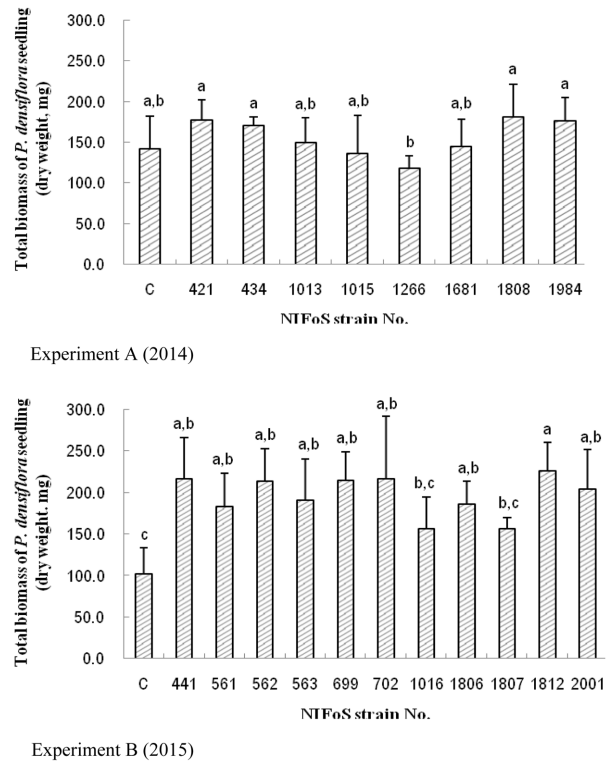 Total biomass of P. densiflora seedling
(dry weight, mg)
300.0
250.0
200.0
150.0
100.0
50.0
0.0
a,b
a
a
a,b
a,b
b
a,b
a
a
C 421 434 1013 1015 1266 1681 1808 1984
NIFoS strain No.
Experiment A (2014)
Total biomass of P. densiflora seedling
(dry weight. mg)
300.0
250.0
200.0
150.0
100.0
50.0
0.0
c
a,b
a,b
a,b
a,b
a,b
a,b
b,c
a,b
b,c
a
a,b
C 441 561 562 563 699 702 1016 1806 1807 1812 2001
NIFoS strain No.
Experiment B (2015)